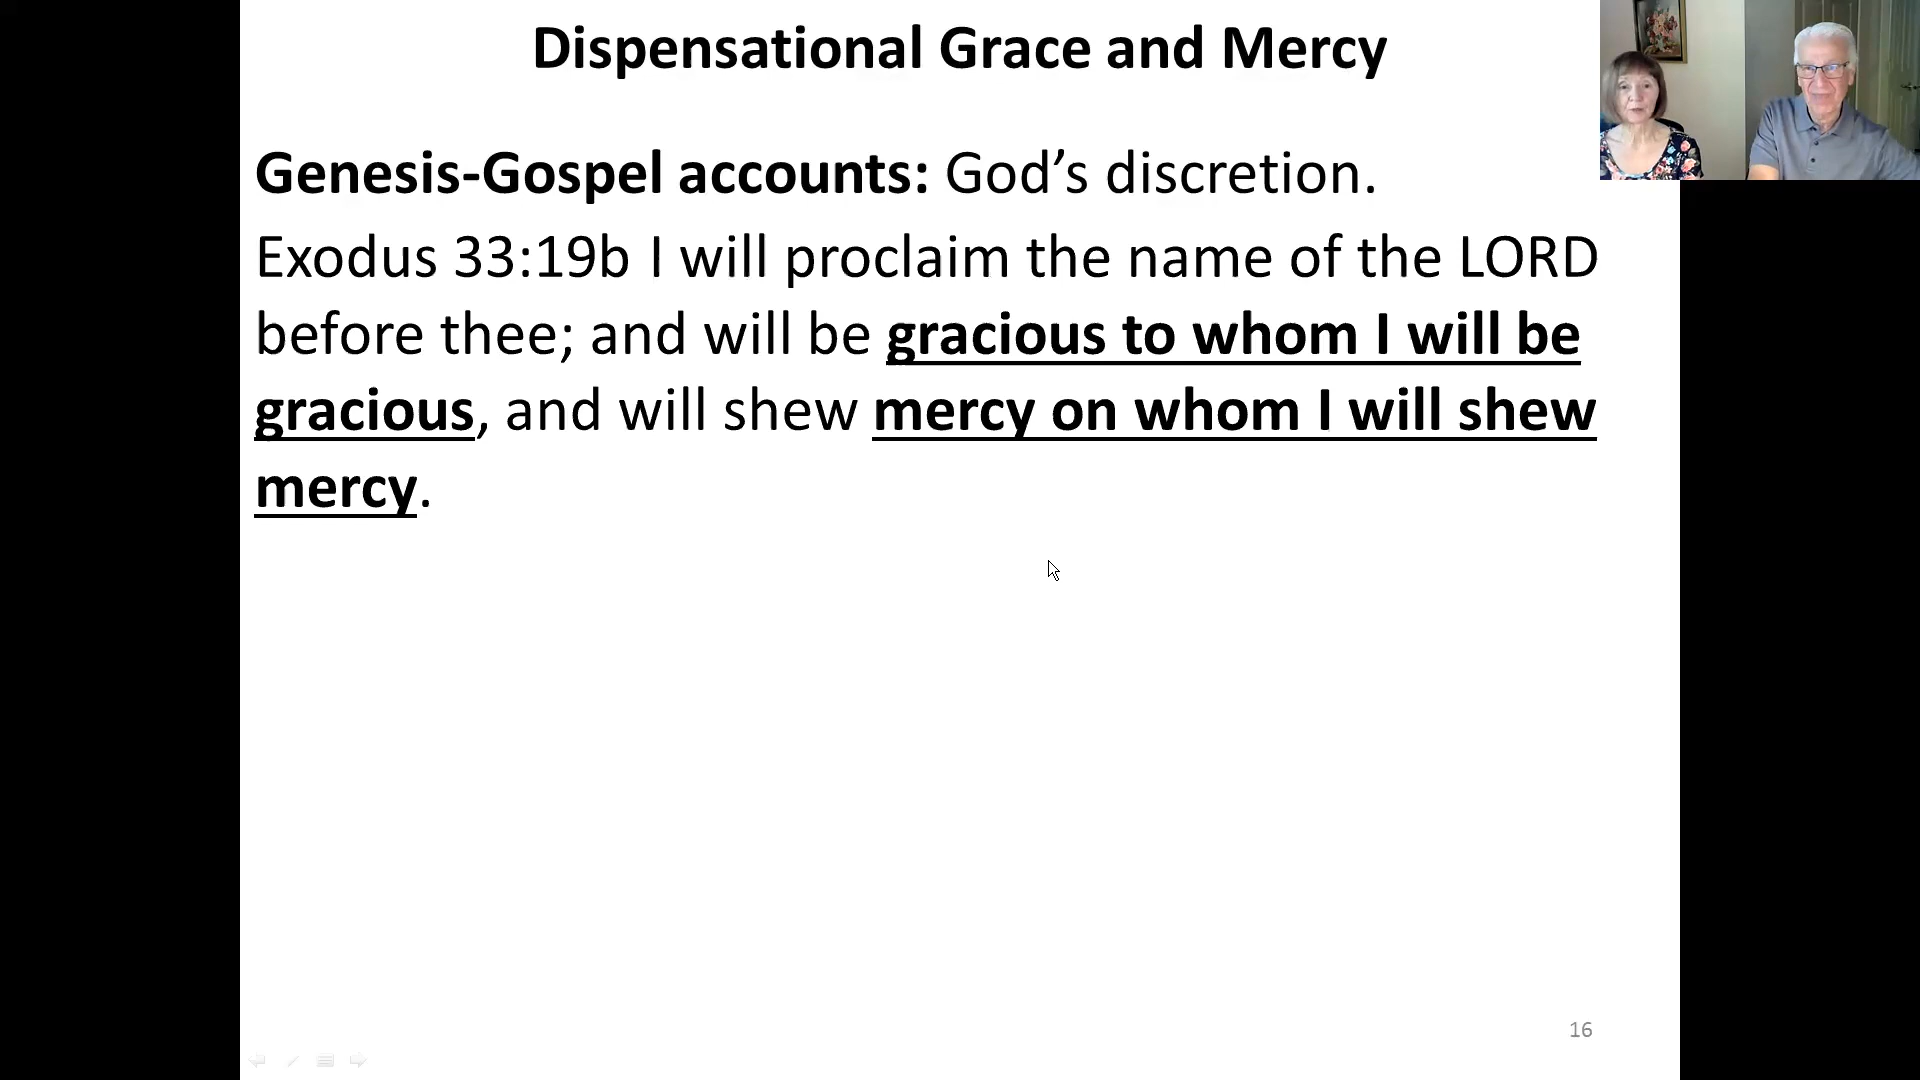 Dispensational Grace and Mercy
Genesis-Gospel accounts: God’s discretion.
Exodus 33:19b I will proclaim the name of the LORD
before thee; and will be gracious to whom I will be
gracious, and will shew mercy on whom I will shew
mercy.
16